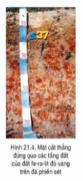 37
Hình 21.4. Mặt cắt thẳng
đứng qua các tầng đất
của đất fe-ra-lit đỏ vàng
trên đá phiến sét